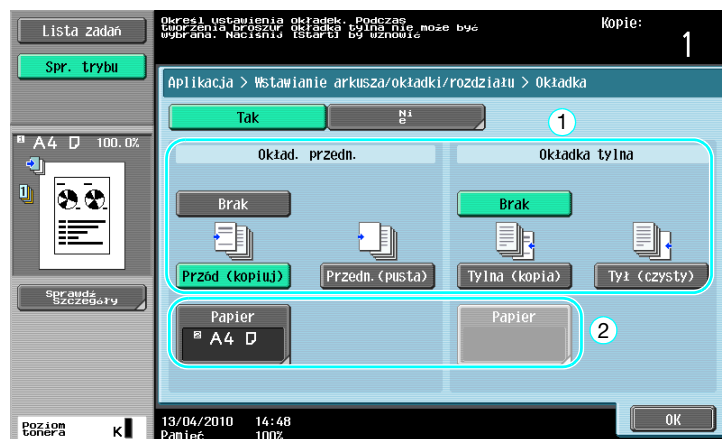 Lista zadań
Określ ustawienia okładek. Podczas
tworzenia broszur okładka tylna nie może być
wybrana. Naciśnij [Start] by wznowić
Kopie:
1
Spr. trybu
Aplikacja > Wstawianie arkusza/okładki/rozdziału > Okładka
Tak
Ni
e
1
A4 100.0%
Okład. przedn.
Okładka tylna
1
Brak
Brak
Przód (kopiuj)
Przedn.(pusta)
Tylna (kopia)
Tył (czysty)
Sprawdź
Szczegóły
Papier
Papier
2
A4
Poziom
tonera
K
13/04/2010 14:48
Pamięć 100%
OK